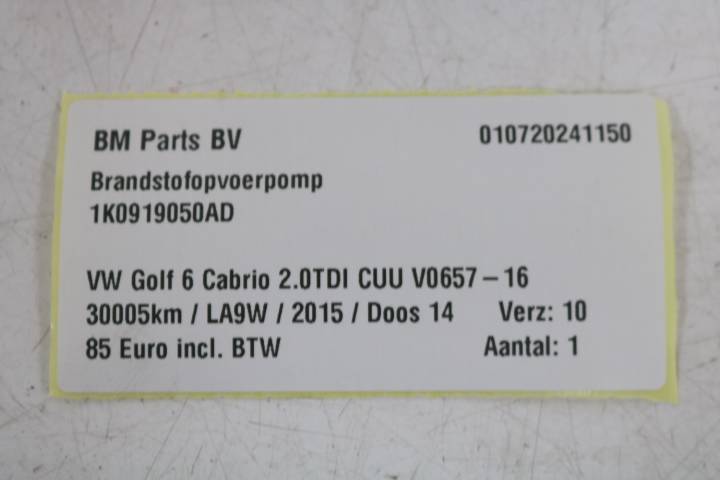 BM Parts BV 010720241150
Brandstofopvoerpomp
1K0919050AD
VW Golf 6 Cabrio 2.0TDI CUU V0657 – 16
30005km / LA9W / 2015 / Doos 14 Verz: 10
85 Euro incl. BTW Aantal: 1